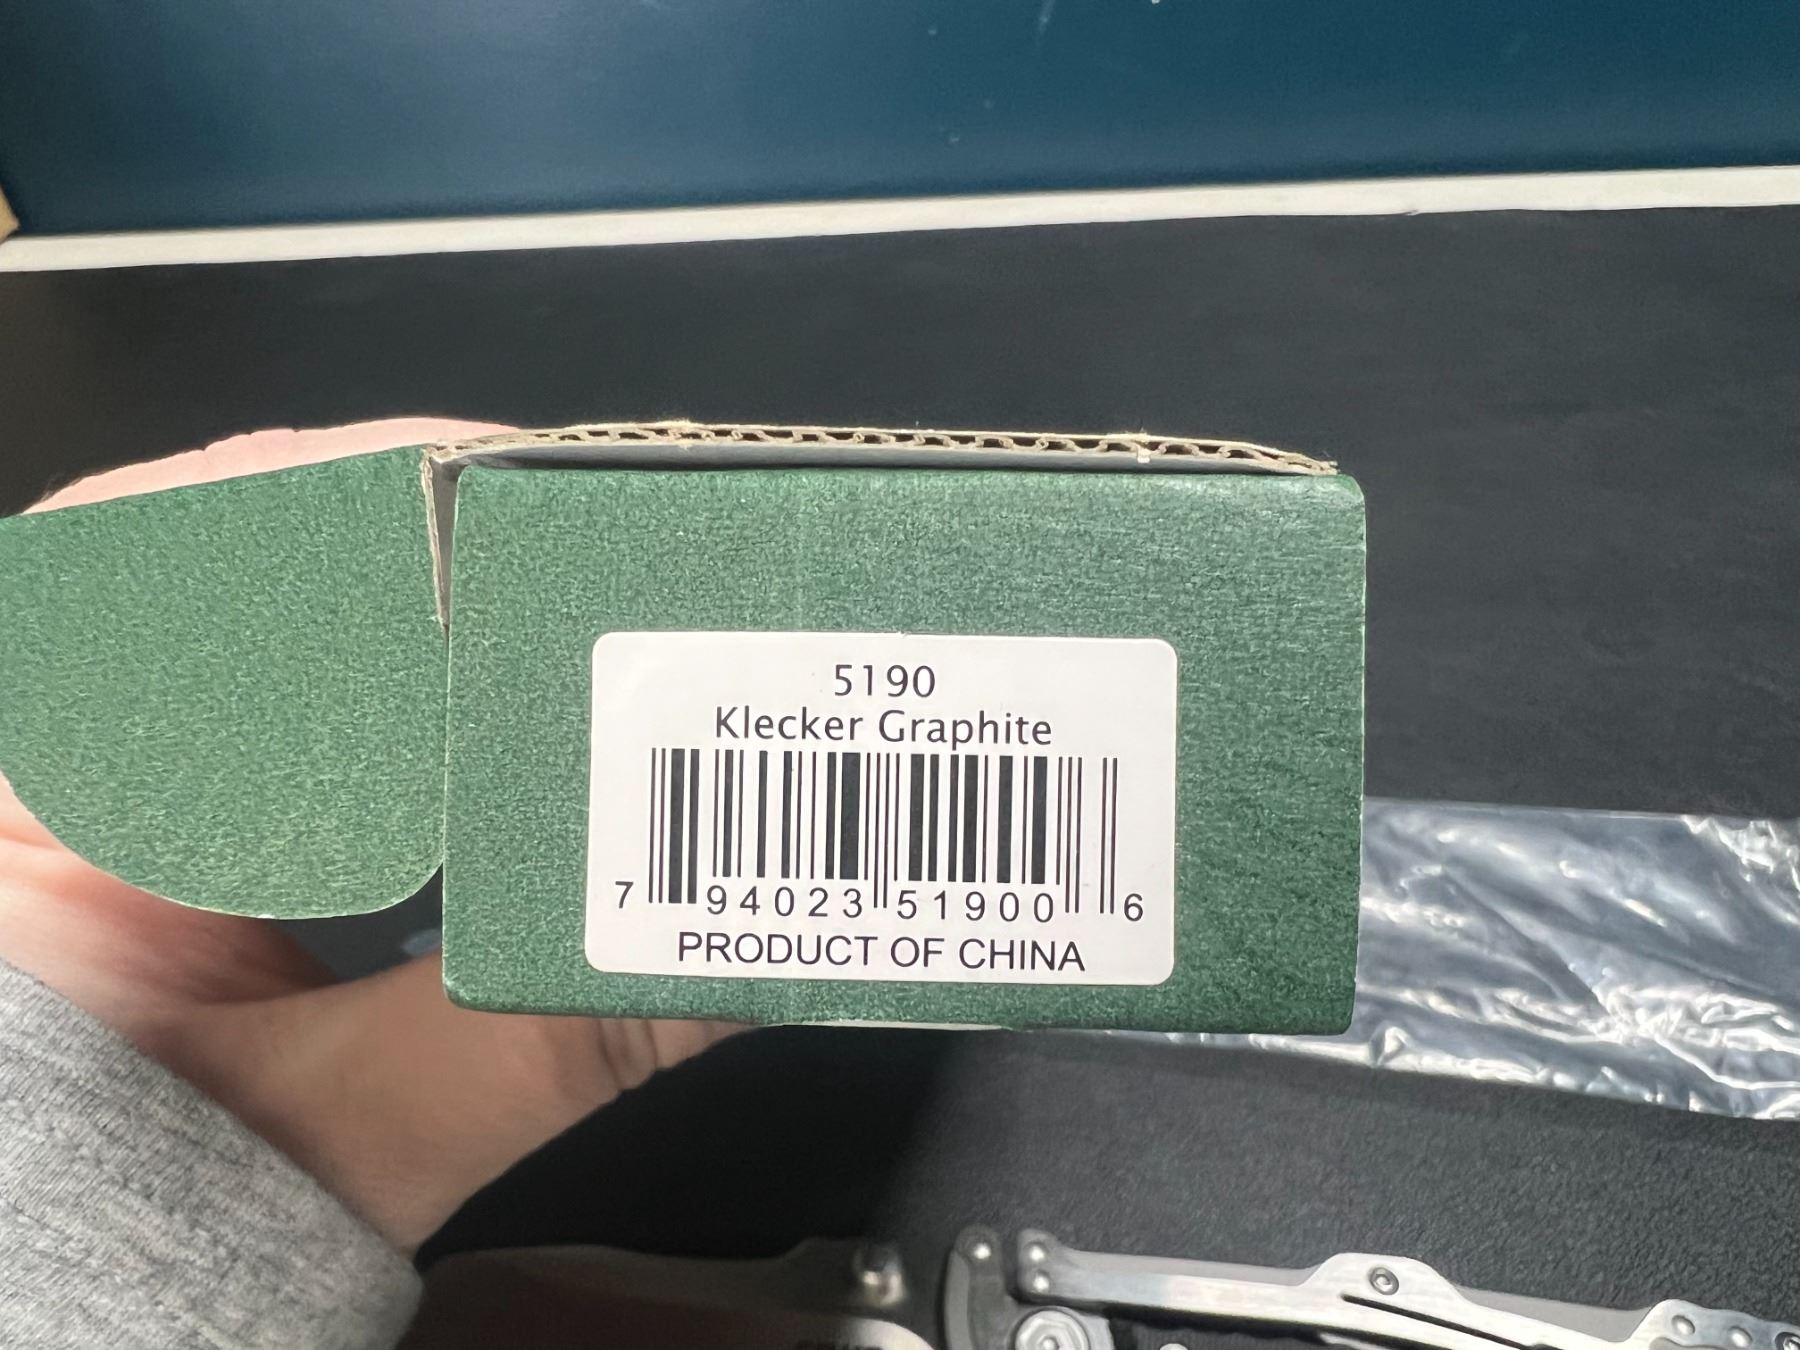 5190
Klecker Graphite
7 94023 51900 6
PRODUCT OF CHINA